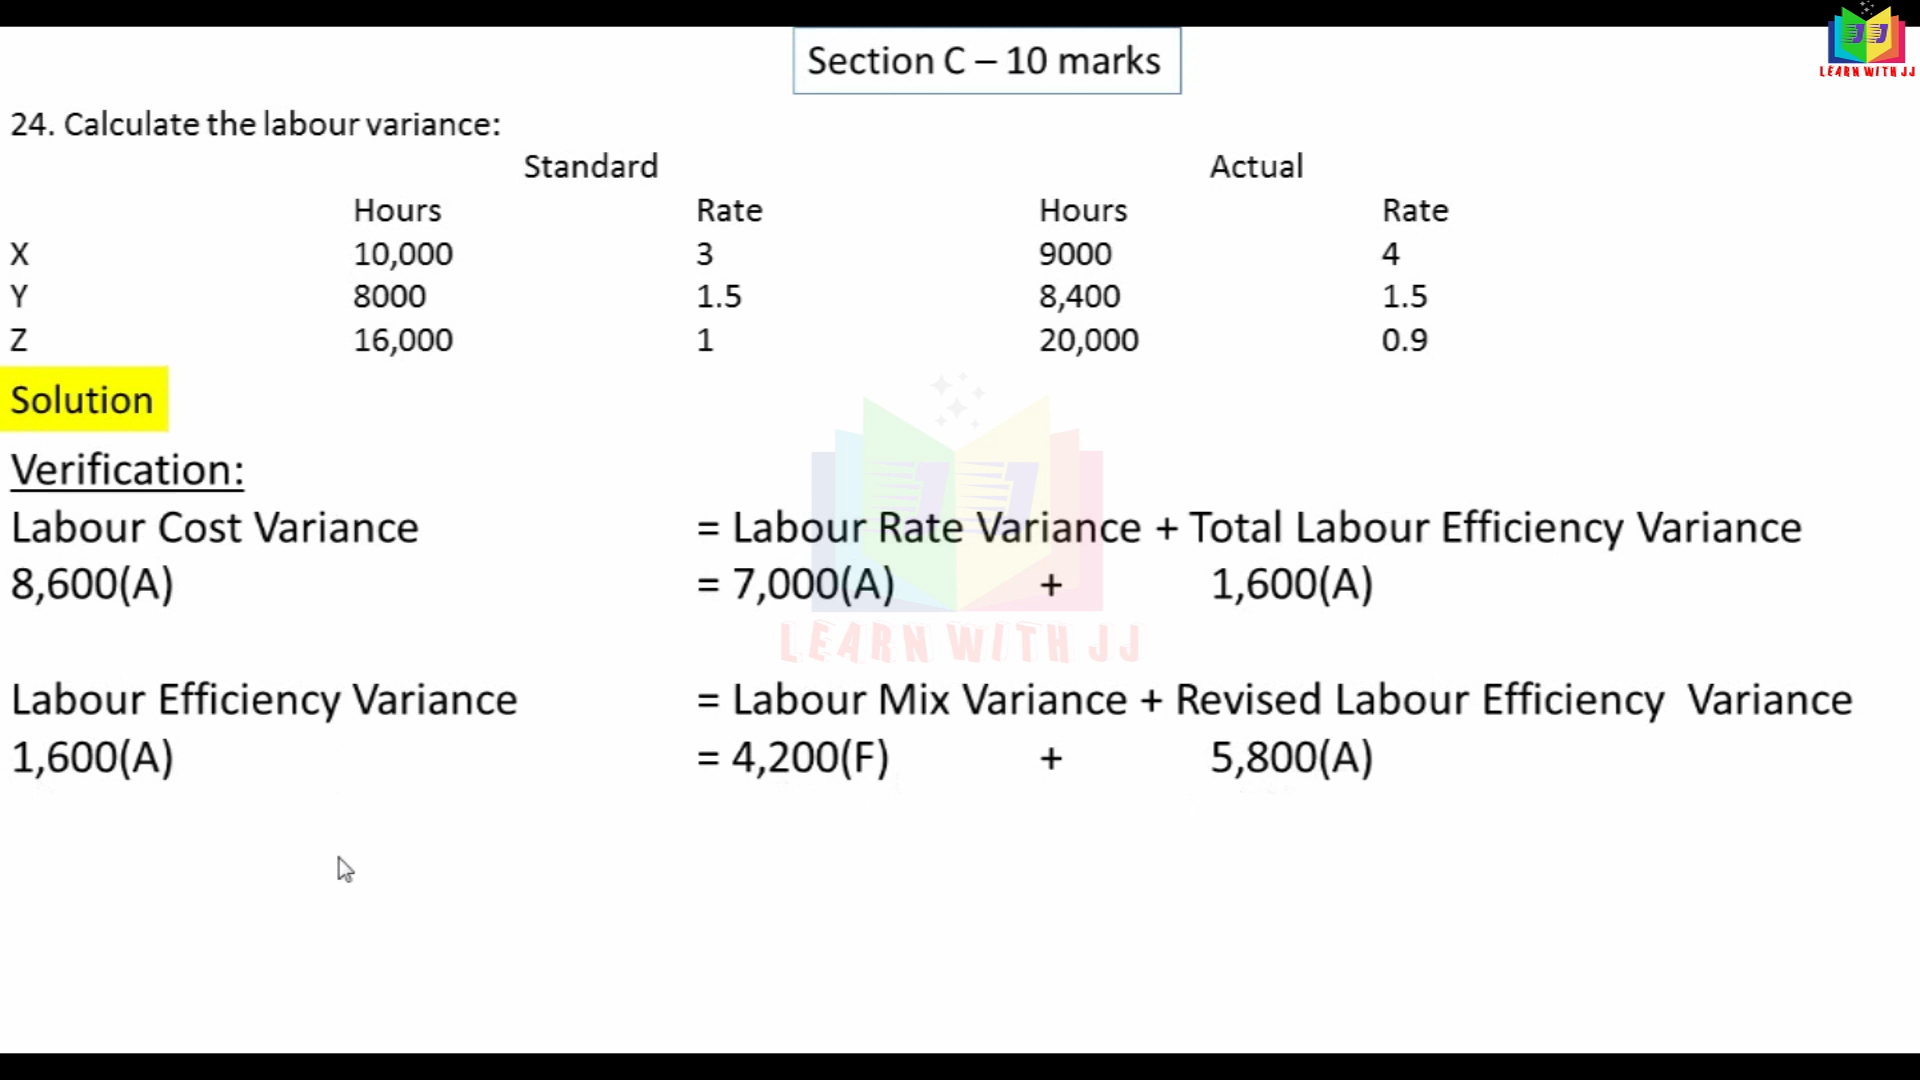 Section C – 10 marks
LEARN WITH JJ
24. Calculate the labour variance:
Standard Actual
Hours Rate Hours Rate
X 10,000 3 9000 4
Y 8000 1.5 8,400 1.5
Z 16,000 1 20,000 0.9
Solution
Verification:
Labour Cost Variance = Labour Rate Variance + Total Labour Efficiency Variance
8,600(A) = 7,000(A) + 1,600(A)
LEARN WITH JJ
Labour Efficiency Variance = Labour Mix Variance + Revised Labour Efficiency Variance
1,600(A) = 4,200(F) + 5,800(A)